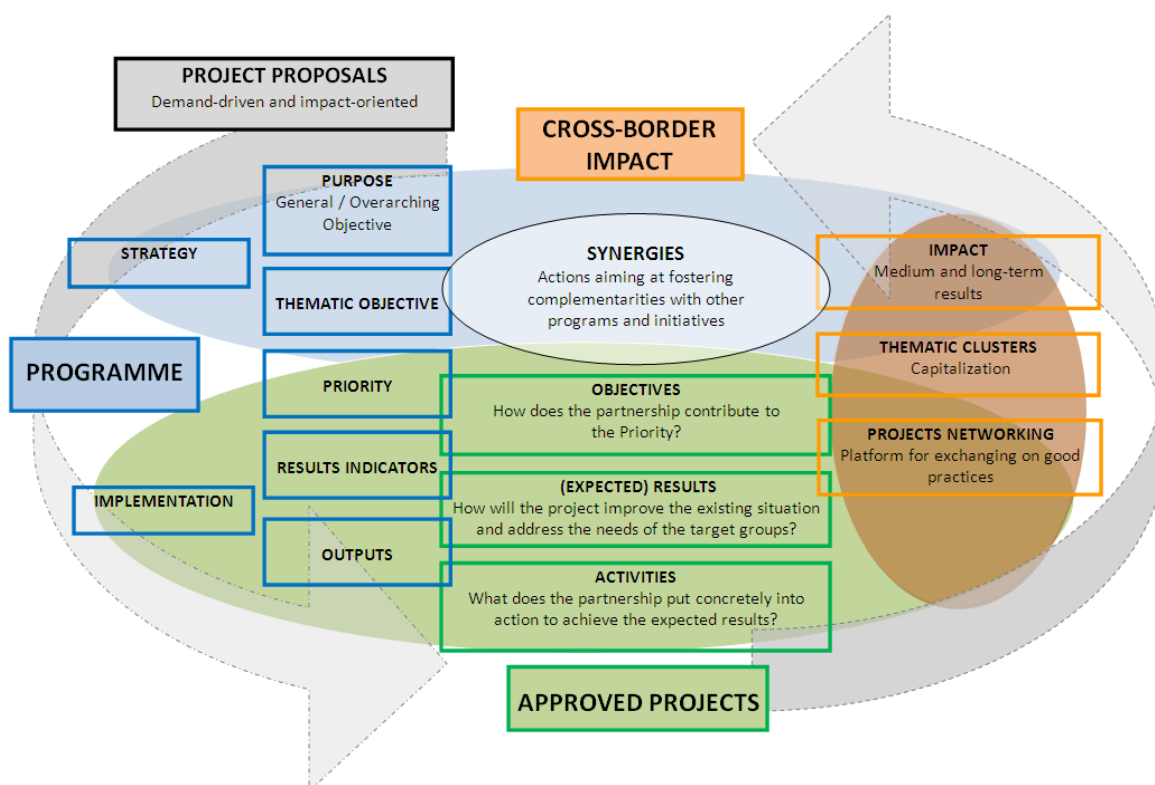 PROJECT PROPOSALS
Demand-driven and impact-oriented
CROSS-BORDER
IMPACT
PURPOSE
General / Overarching
Objective
STRATEGY
THEMATIC OBJECTIVE
SYNERGIES
Actions aiming at fostering
complementarities with other
programs and initiatives
IMPACT
Medium and long-term
results
PROGRAMME
PRIORITY
OBJECTIVES
How does the partnership contribute to
the Priority?
THEMATIC CLUSTERS
Capitalization
PROJECTS NETWORKING
Platform for exchanging on good
practices
RESULTS INDICATORS
IMPLEMENTATION
(EXPECTED) RESULTS
How will the project improve the existing situation
and address the needs of the target groups?
OUTPUTS
ACTIVITIES
What does the partnership put concretely into
action to achieve the expected results?
APPROVED PROJECTS